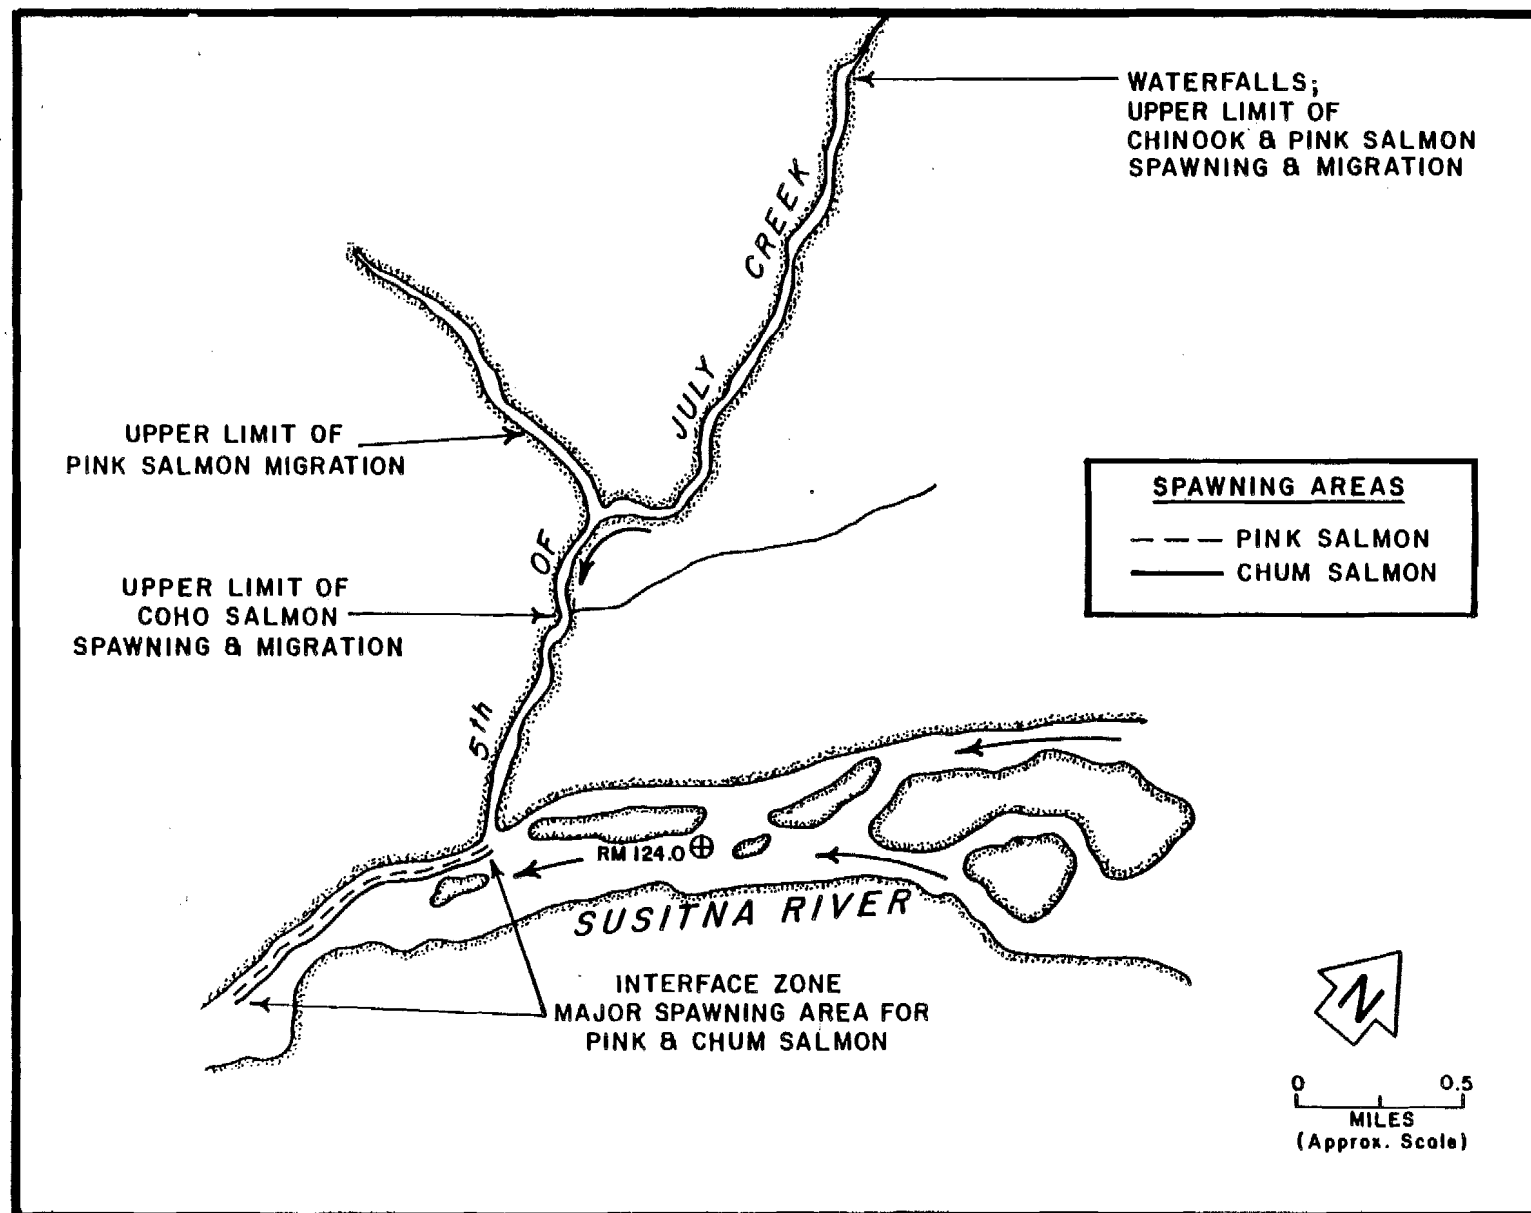 WATERFALLS;
UPPER LIMIT OF
CHINOOK & PINK SALMON
SPAWNING & MIGRATION
5th OF JULY CREEK
UPPER LIMIT OF
PINK SALMON MIGRATION
SPAWNING AREAS
PINK SALMON
CHUM SALMON
UPPER LIMIT OF
COHO SALMON
SPAWNING & MIGRATION
RM 124.0
SUSITNA RIVER
INTERFACE ZONE
MAJOR SPAWNING AREA FOR
PINK & CHUM SALMON
N
0 0.5
MILES
(Approx. Scale)